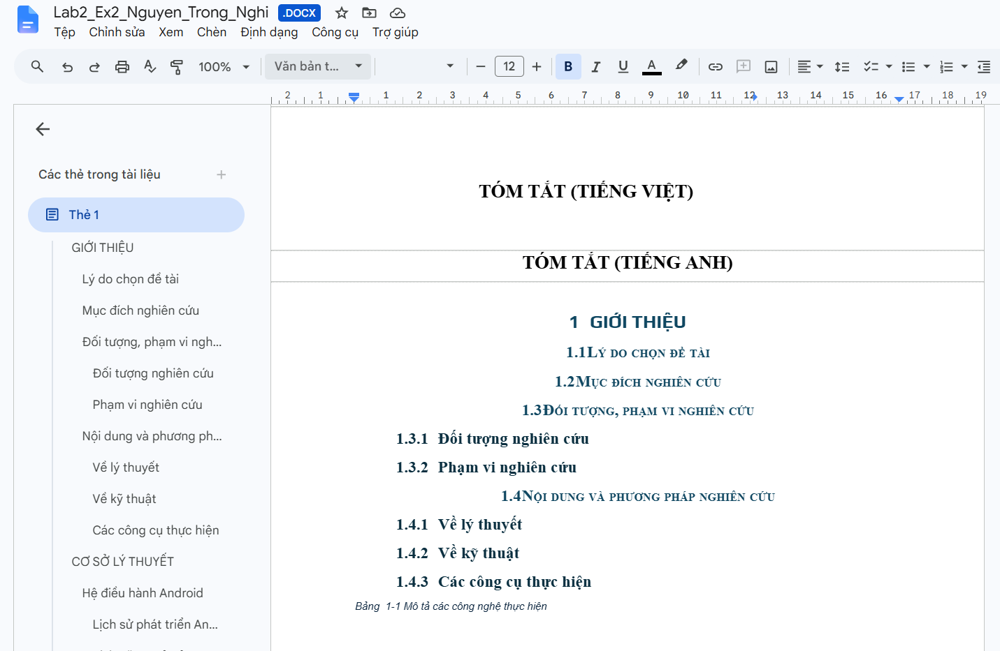 Lab2_Ex2_Nguyen_Trong_Nghi .DOCX
Tệp Chỉnh sửa Xem Chèn Định dạng Công cụ Trợ giúp
100% Văn bản t... 12 B I U A
2 1 1 2 3 4 5 6 7 8 9 10 11 12 13 14 15 16 17 18 19
Các thẻ trong tài liệu
Thẻ 1
GIỚI THIỆU
Lý do chọn đề tài
Mục đích nghiên cứu
Đối tượng, phạm vi ngh...
Đối tượng nghiên cứu
Phạm vi nghiên cứu
Nội dung và phương ph...
Về lý thuyết
Về kỹ thuật
Các công cụ thực hiện
CƠ SỞ LÝ THUYẾT
Hệ điều hành Android
Lịch sử phát triển An...
TÓM TẮT (TIẾNG VIỆT)
TÓM TẮT (TIẾNG ANH)
1 GIỚI THIỆU
1.1Lý do chọn đề tài
1.2Mục đích nghiên cứu
1.3Đối tượng, phạm vi nghiên cứu
1.3.1 Đối tượng nghiên cứu
1.3.2 Phạm vi nghiên cứu
1.4Nội dung và phương pháp nghiên cứu
1.4.1 Về lý thuyết
1.4.2 Về kỹ thuật
1.4.3 Các công cụ thực hiện
Bảng 1-1 Mô tả các công nghệ thực hiện